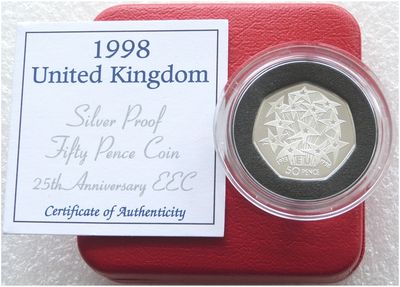 1998
United Kingdom
Silver Proof
Fifty Pence Coin
25th Anniversary EEC
Certificate of Authenticity
50 PENCE